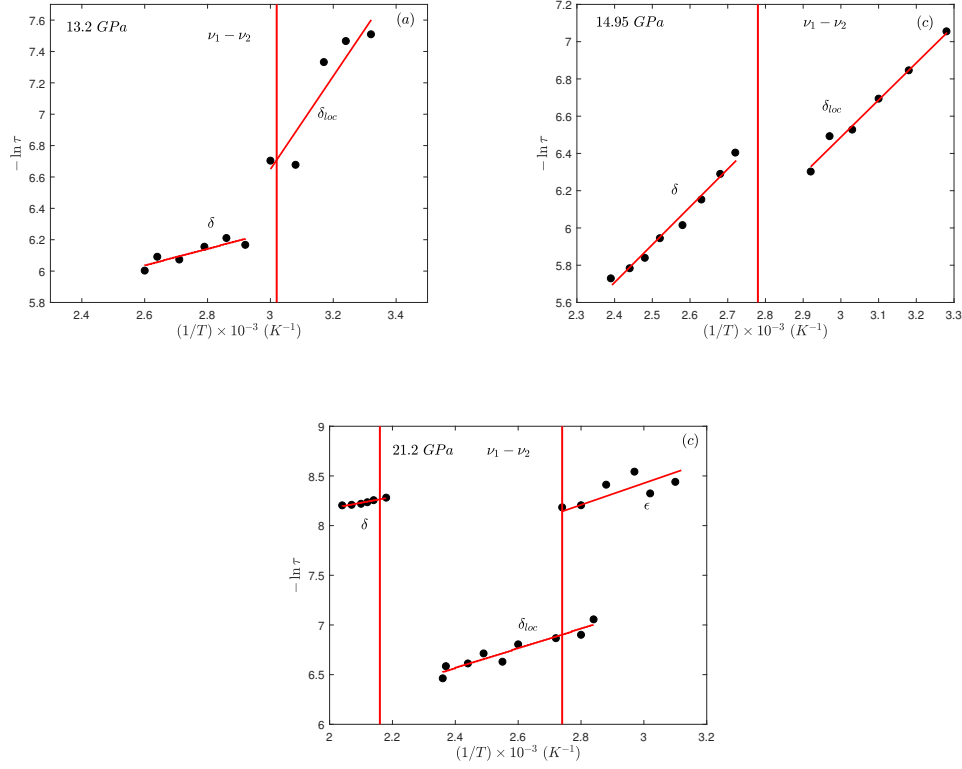 13.2 GPa
ν₁ − ν₂
(a)
δ_loc
δ
− ln τ
7.6
7.4
7.2
7
6.8
6.6
6.4
6.2
6
5.8
2.4 2.6 2.8 3 3.2 3.4
(1/T) × 10⁻³ (K⁻¹)
14.95 GPa
ν₁ − ν₂
(c)
δ_loc
δ
− ln τ
7.2
7
6.8
6.6
6.4
6.2
6
5.8
5.6
2.3 2.4 2.5 2.6 2.7 2.8 2.9 3 3.1 3.2 3.3
(1/T) × 10⁻³ (K⁻¹)
21.2 GPa
ν₁ − ν₂
(c)
δ
ϵ
δ_loc
− ln τ
9
8.5
8
7.5
7
6.5
6
2 2.2 2.4 2.6 2.8 3 3.2
(1/T) × 10⁻³ (K⁻¹)